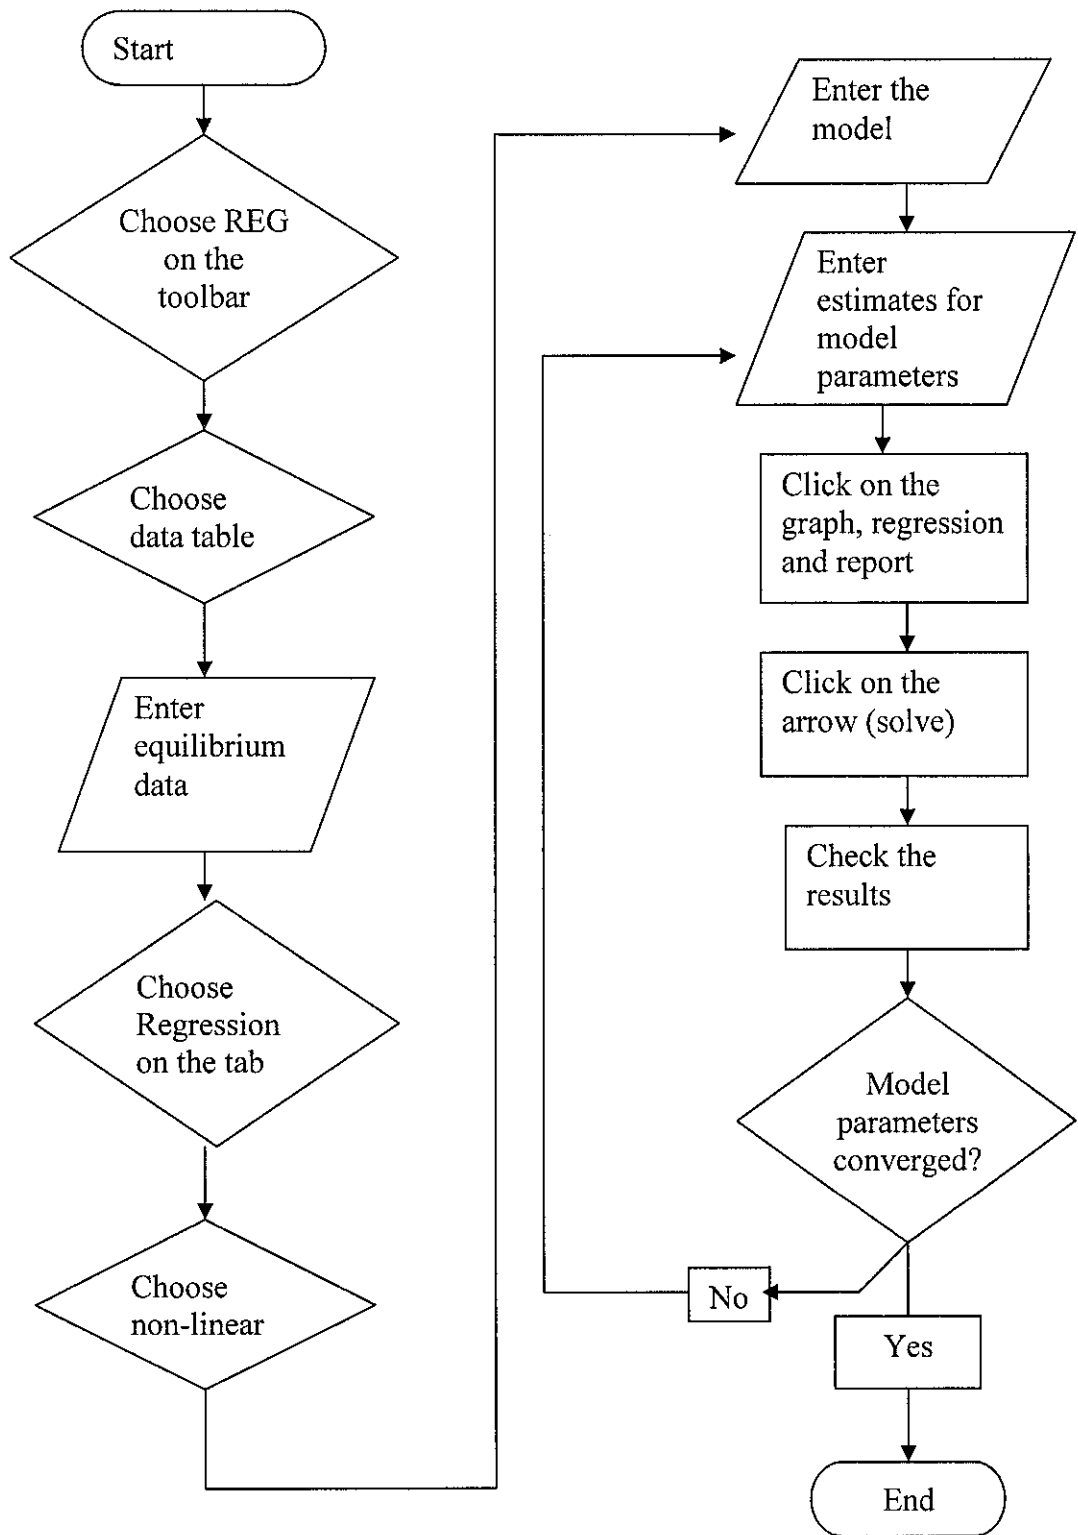 Start
Choose REG
on the
toolbar
Choose
data table
Enter
equilibrium
data
Choose
Regression
on the tab
Choose
non-linear
Enter the
model
Enter
estimates for
model
parameters
Click on the
graph, regression
and report
Click on the
arrow (solve)
Check the
results
Model
parameters
converged?
No
Yes
End